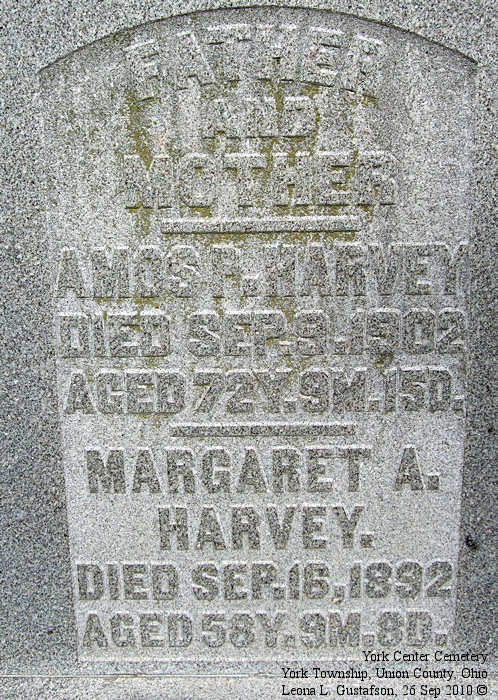 FATHER
AND
MOTHER
AMOS P. HARVEY
DIED SEP. 9, 1902
AGED 72Y. 9M. 15D.
MARGARET A.
HARVEY.
DIED SEP. 16, 1892
AGED 58Y. 9M. 8D.
York Center Cemetery
York Township, Union County, Ohio
Leona L. Gustafson, 26 Sep 2010 ©